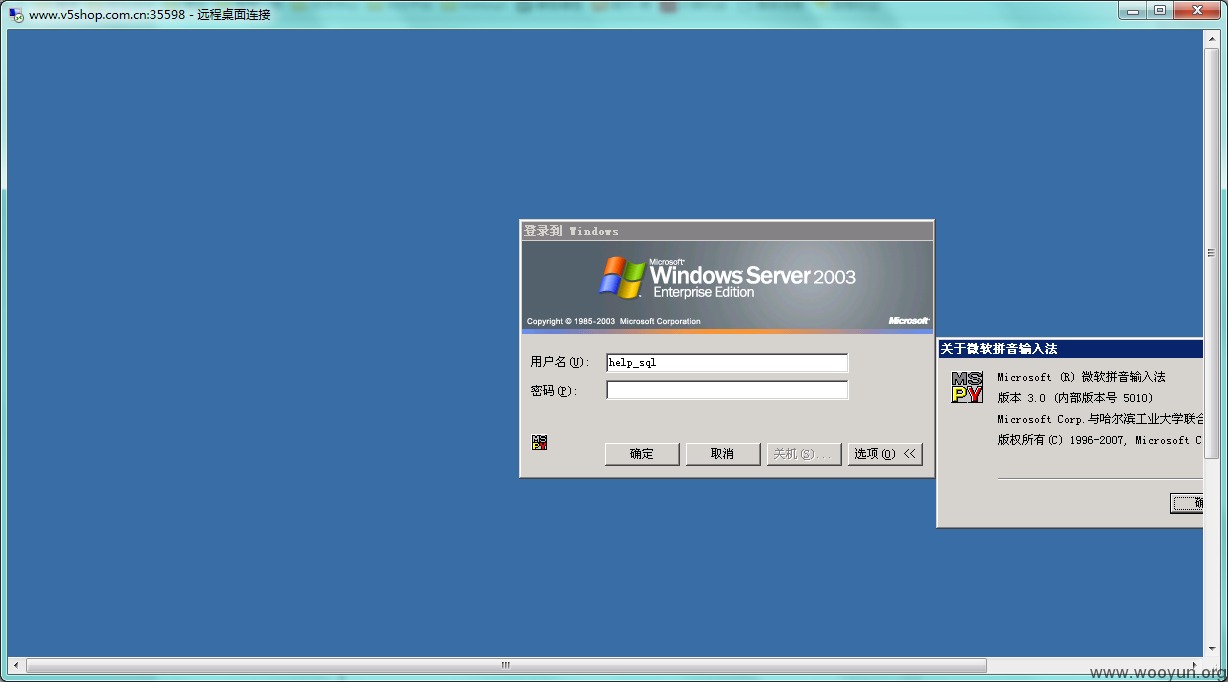 www.v5shop.com.cn:35598 - 远程桌面连接
登录到 Windows
Microsoft
Windows Server 2003
Enterprise Edition
Copyright © 1985-2003 Microsoft Corporation
Microsoft
用户名(U):
help_sql
密码(P):
MS
PY
确定
取消
关机(S)...
选项(O) <<
关于微软拼音输入法
MS
PY
Microsoft (R) 微软拼音输入法
版本 3.0 (内部版本号 5010)
Microsoft Corp.与哈尔滨工业大学联合
版权所有(C) 1996-2007, Microsoft C
确
www.wooyun.org